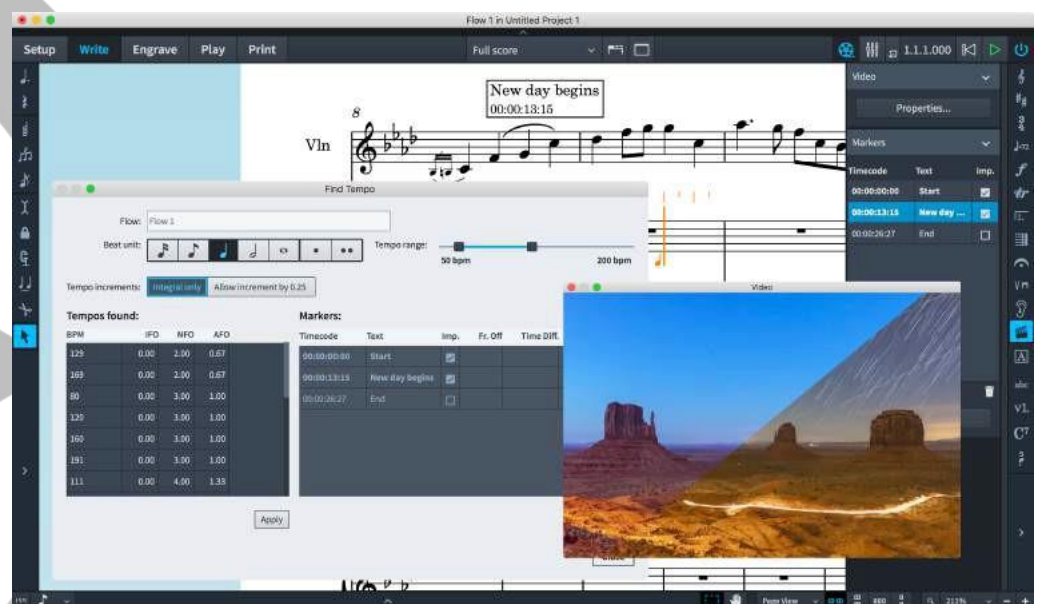 Flow 1 in Untitled Project 1
Setup Write Engrave Play Print Full score 1.1.1.000
Video
Properties...
Markers
Timecode Text Imp.
00:00:00:00 Start
00:00:13:15 New day ...
00:00:26:27 End
New day begins
00:00:13:15
8
Vln
Find Tempo
Flow: Flow 1
Beat unit:
Tempo range:
50 bpm 200 bpm
Tempo increments: Integral only Allow increment by 0.25
Tempos found:
BPM IFO NFO AFO
129 0.00 2.00 0.67
169 0.00 2.00 0.67
80 0.00 3.00 1.00
120 0.00 3.00 1.00
160 0.00 3.00 1.00
191 0.00 3.00 1.00
111 0.00 4.00 1.33
Apply
Markers:
Timecode Text Imp. Fr. Off Time Diff.
00:00:00:00 Start
00:00:13:15 New day begins
00:00:26:27 End
Video
Page View
211%